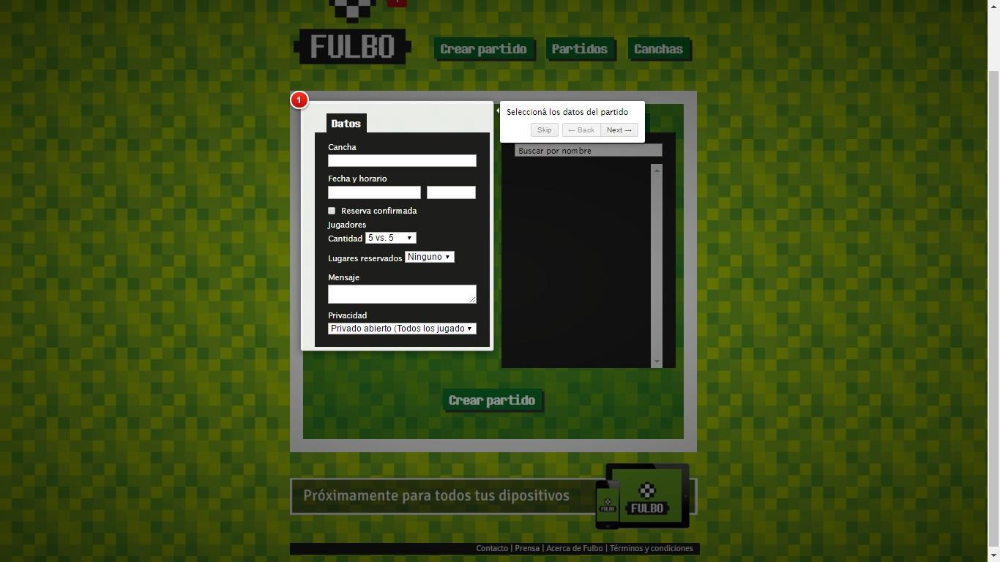 FULBO
Crear partido
Partidos
Canchas
1
Datos
Cancha
Fecha y horario
Reserva confirmada
Jugadores
Cantidad 5 vs. 5
Lugares reservados Ninguno
Mensaje
Privacidad
Privado abierto (Todos los jugado
Seleccioná los datos del partido
Skip
← Back
Next →
Buscar por nombre
Crear partido
Próximamente para todos tus dipositivos
FULBO
FULBO
Contacto | Prensa | Acerca de Fulbo | Términos y condiciones